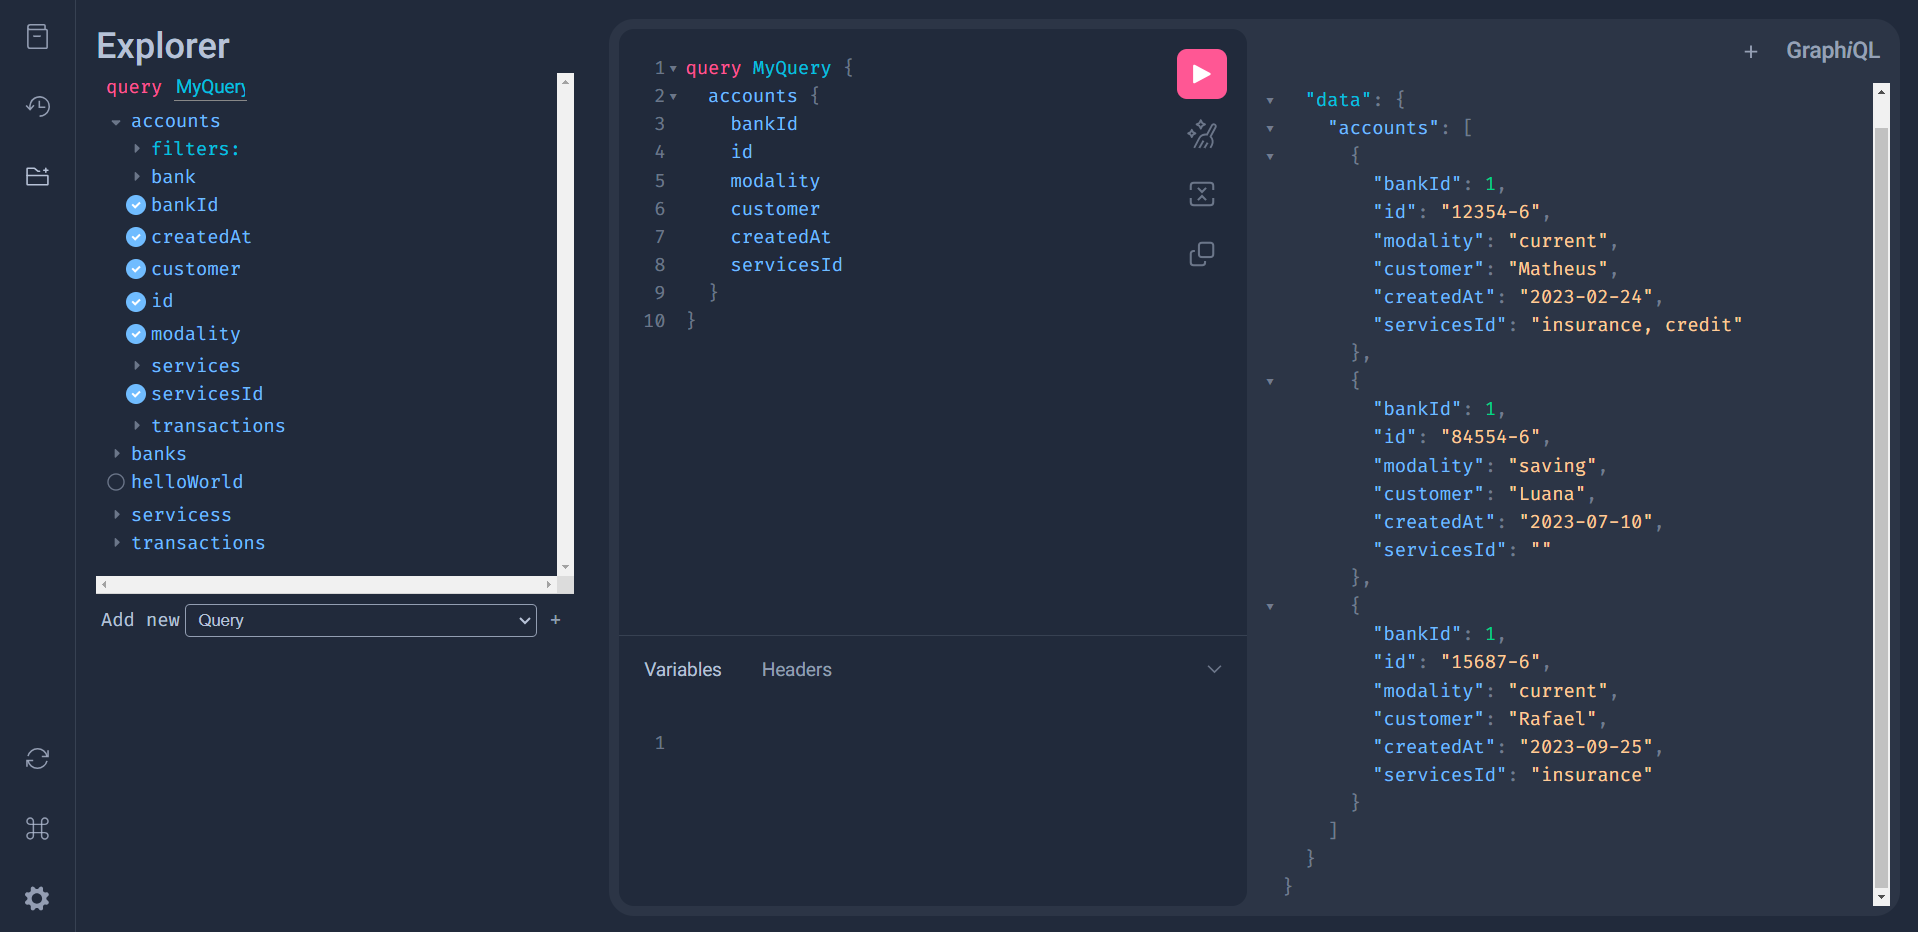 Explorer
query MyQuery
accounts
filters:
bank
bankId
createdAt
customer
id
modality
services
servicesId
transactions
banks
helloWorld
servicess
transactions
Add new Query +
1 query MyQuery {
2 accounts {
3 bankId
4 id
5 modality
6 customer
7 createdAt
8 servicesId
9 }
10 }
Variables Headers
1
+ GraphiQL
"data": {
"accounts": [
{
"bankId": 1,
"id": "12354-6",
"modality": "current",
"customer": "Matheus",
"createdAt": "2023-02-24",
"servicesId": "insurance, credit"
},
{
"bankId": 1,
"id": "84554-6",
"modality": "saving",
"customer": "Luana",
"createdAt": "2023-07-10",
"servicesId": ""
},
{
"bankId": 1,
"id": "15687-6",
"modality": "current",
"customer": "Rafael",
"createdAt": "2023-09-25",
"servicesId": "insurance"
}
]
}
}